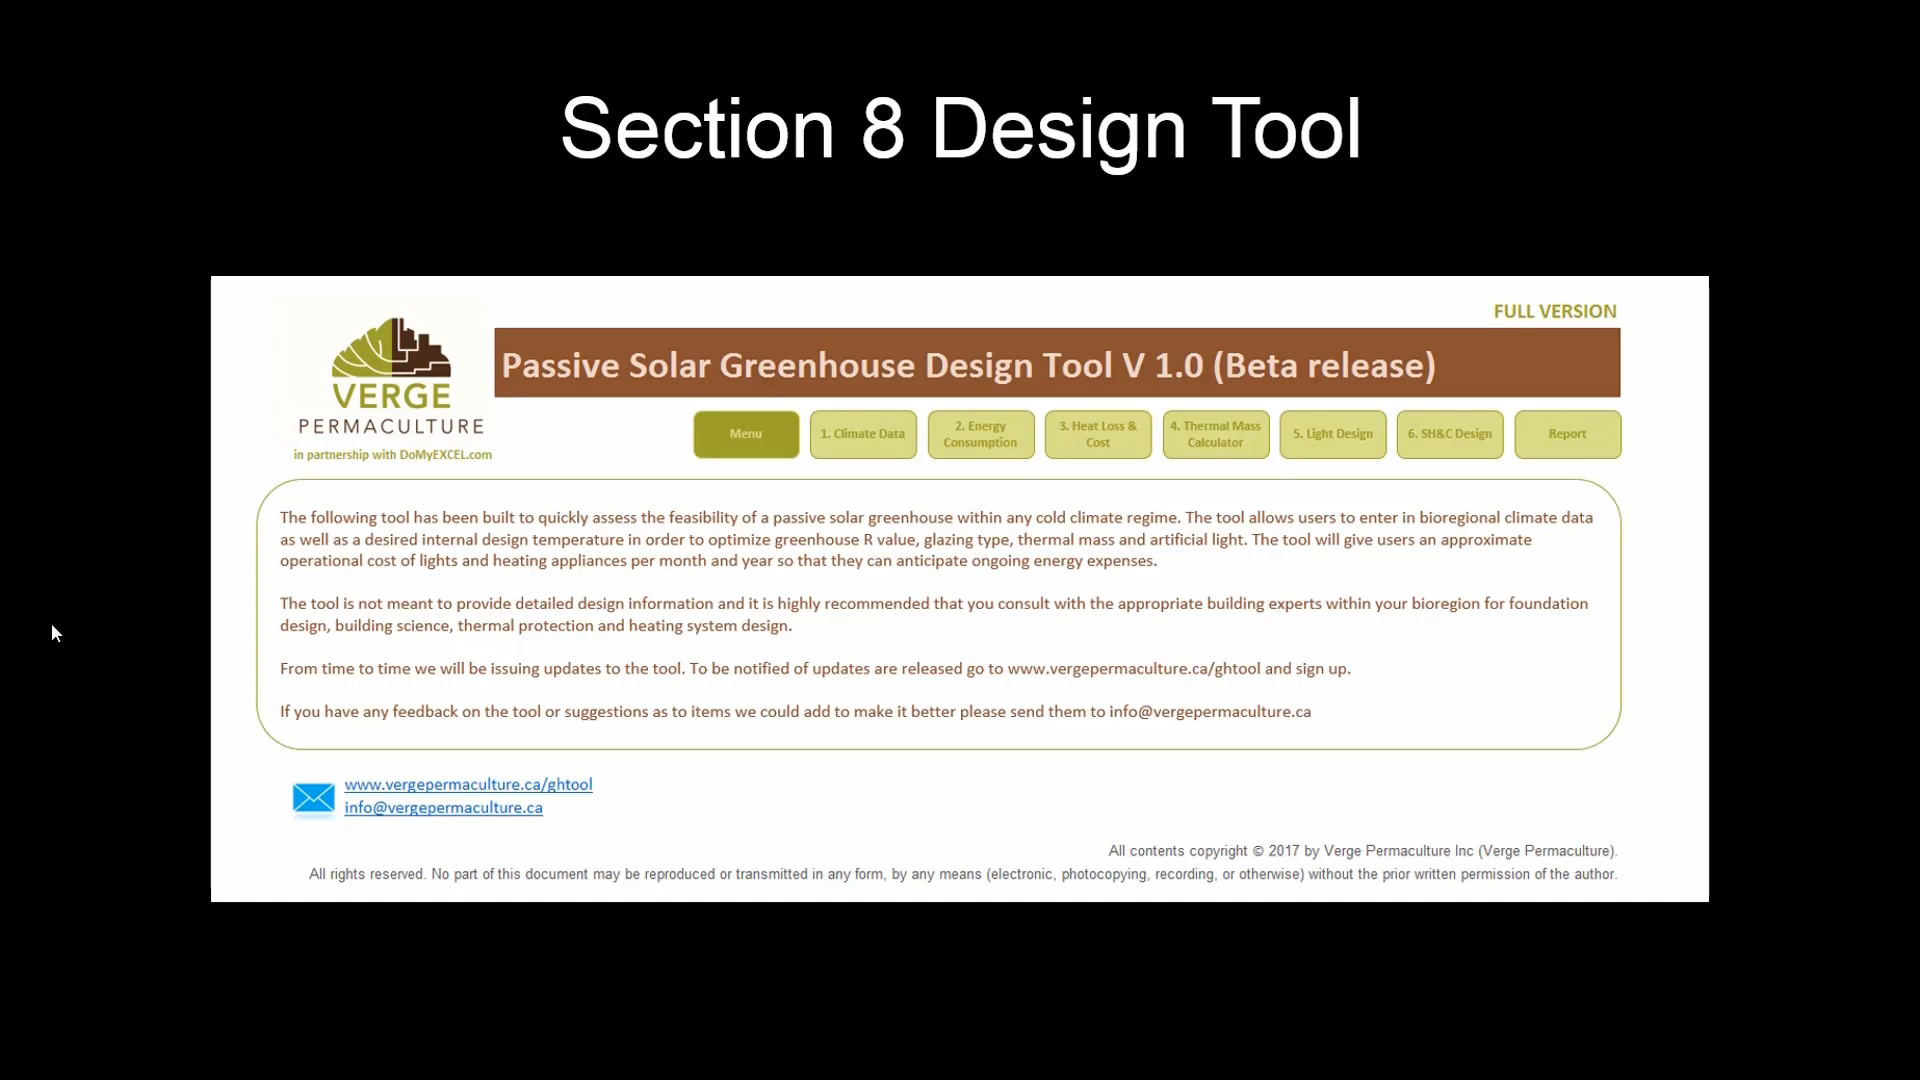 Section 8 Design Tool
FULL VERSION
Passive Solar Greenhouse Design Tool V 1.0 (Beta release)
VERGE
PERMACULTURE
in partnership with DoMyEXCEL.com
Menu
1. Climate Data
2. Energy
Consumption
3. Heat Loss &
Cost
4. Thermal Mass
Calculator
5. Light Design
6. SH&C Design
Report
The following tool has been built to quickly assess the feasibility of a passive solar greenhouse within any cold climate regime. The tool allows users to enter in bioregional climate data
as well as a desired internal design temperature in order to optimize greenhouse R value, glazing type, thermal mass and artificial light. The tool will give users an approximate
operational cost of lights and heating appliances per month and year so that they can anticipate ongoing energy expenses.
The tool is not meant to provide detailed design information and it is highly recommended that you consult with the appropriate building experts within your bioregion for foundation
design, building science, thermal protection and heating system design.
From time to time we will be issuing updates to the tool. To be notified of updates are released go to www.vergepermaculture.ca/ghtool and sign up.
If you have any feedback on the tool or suggestions as to items we could add to make it better please send them to info@vergepermaculture.ca
www.vergepermaculture.ca/ghtool
info@vergepermaculture.ca
All contents copyright © 2017 by Verge Permaculture Inc (Verge Permaculture).
All rights reserved. No part of this document may be reproduced or transmitted in any form, by any means (electronic, photocopying, recording, or otherwise) without the prior written permission of the author.